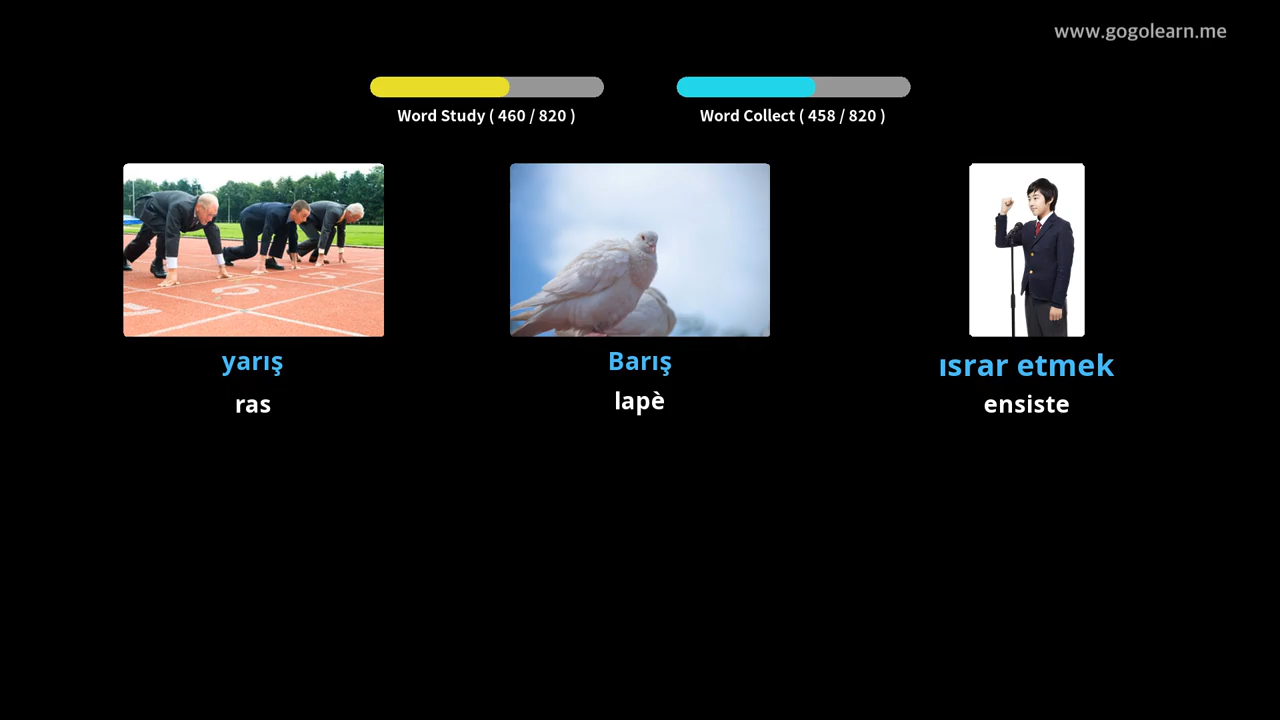 www.gogolearn.me
Word Study ( 460 / 820 )
Word Collect ( 458 / 820 )
yarış
Barış
ısrar etmek
ras
lapè
ensiste